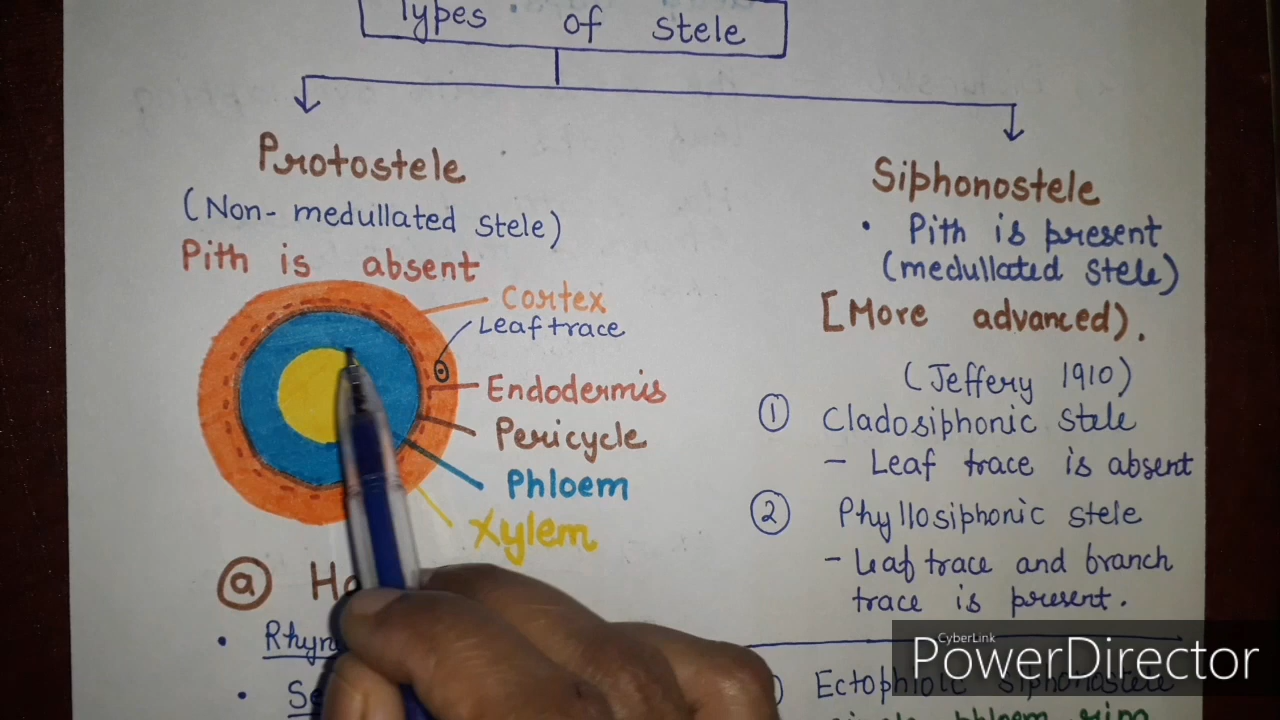 Types of stele
Protostele
(Non-medullated stele)
Pith is absent
Cortex
Leaf trace
Endodermis
Pericycle
Phloem
Xylem
a
Siphonostele
• Pith is present
(medullated stele)
[More advanced).
(Jeffery 1910)
1 Cladosiphonic stele
- Leaf trace is absent
2 Phyllosiphonic stele
- Leaf trace and branch
trace is present.
Siphonostele
phloem
CyberLink
PowerDirector